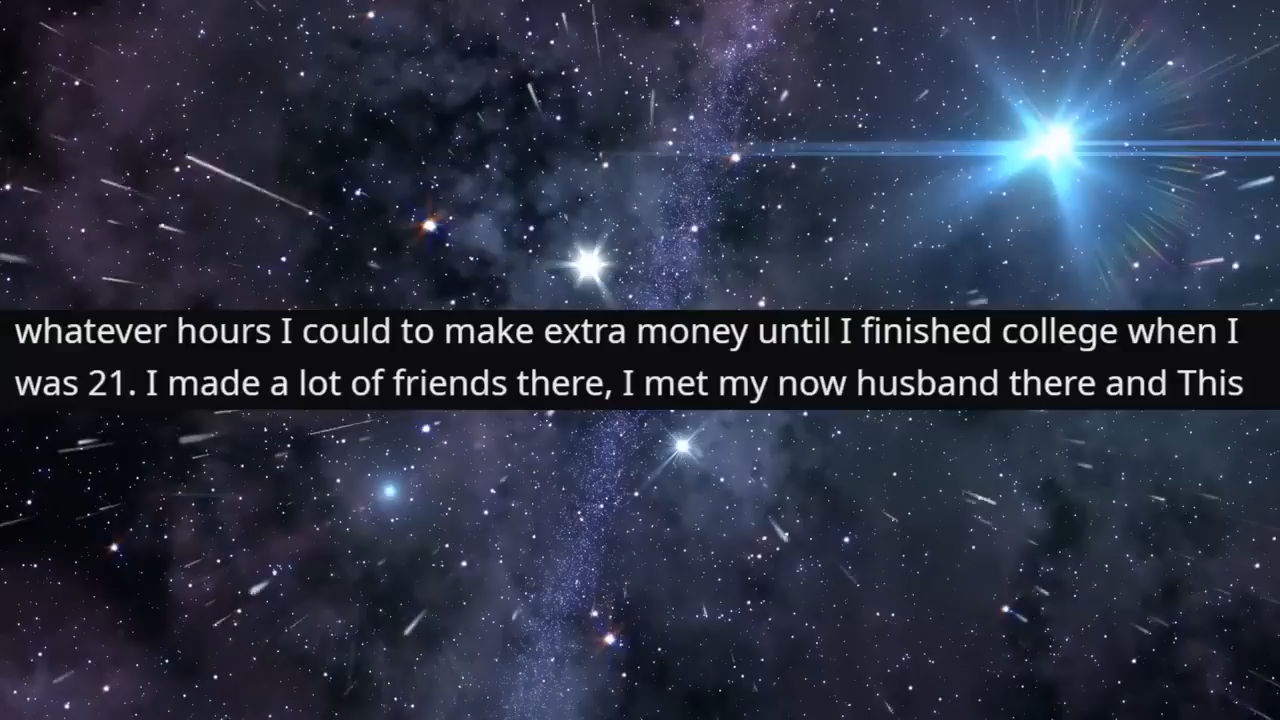 whatever hours I could to make extra money until I finished college when I
was 21. I made a lot of friends there, I met my now husband there and This